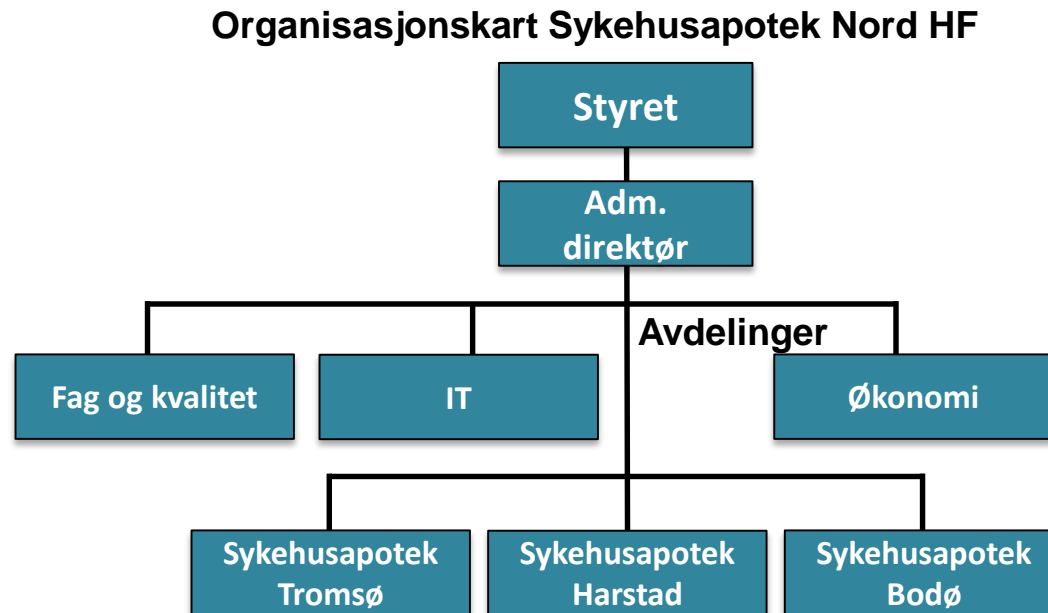 Organisasjonskart Sykehusapotek Nord HF
Styret
Adm.
direktør
Avdelinger
Fag og kvalitet
IT
Økonomi
Sykehusapotek
Tromsø
Sykehusapotek
Harstad
Sykehusapotek
Bodø